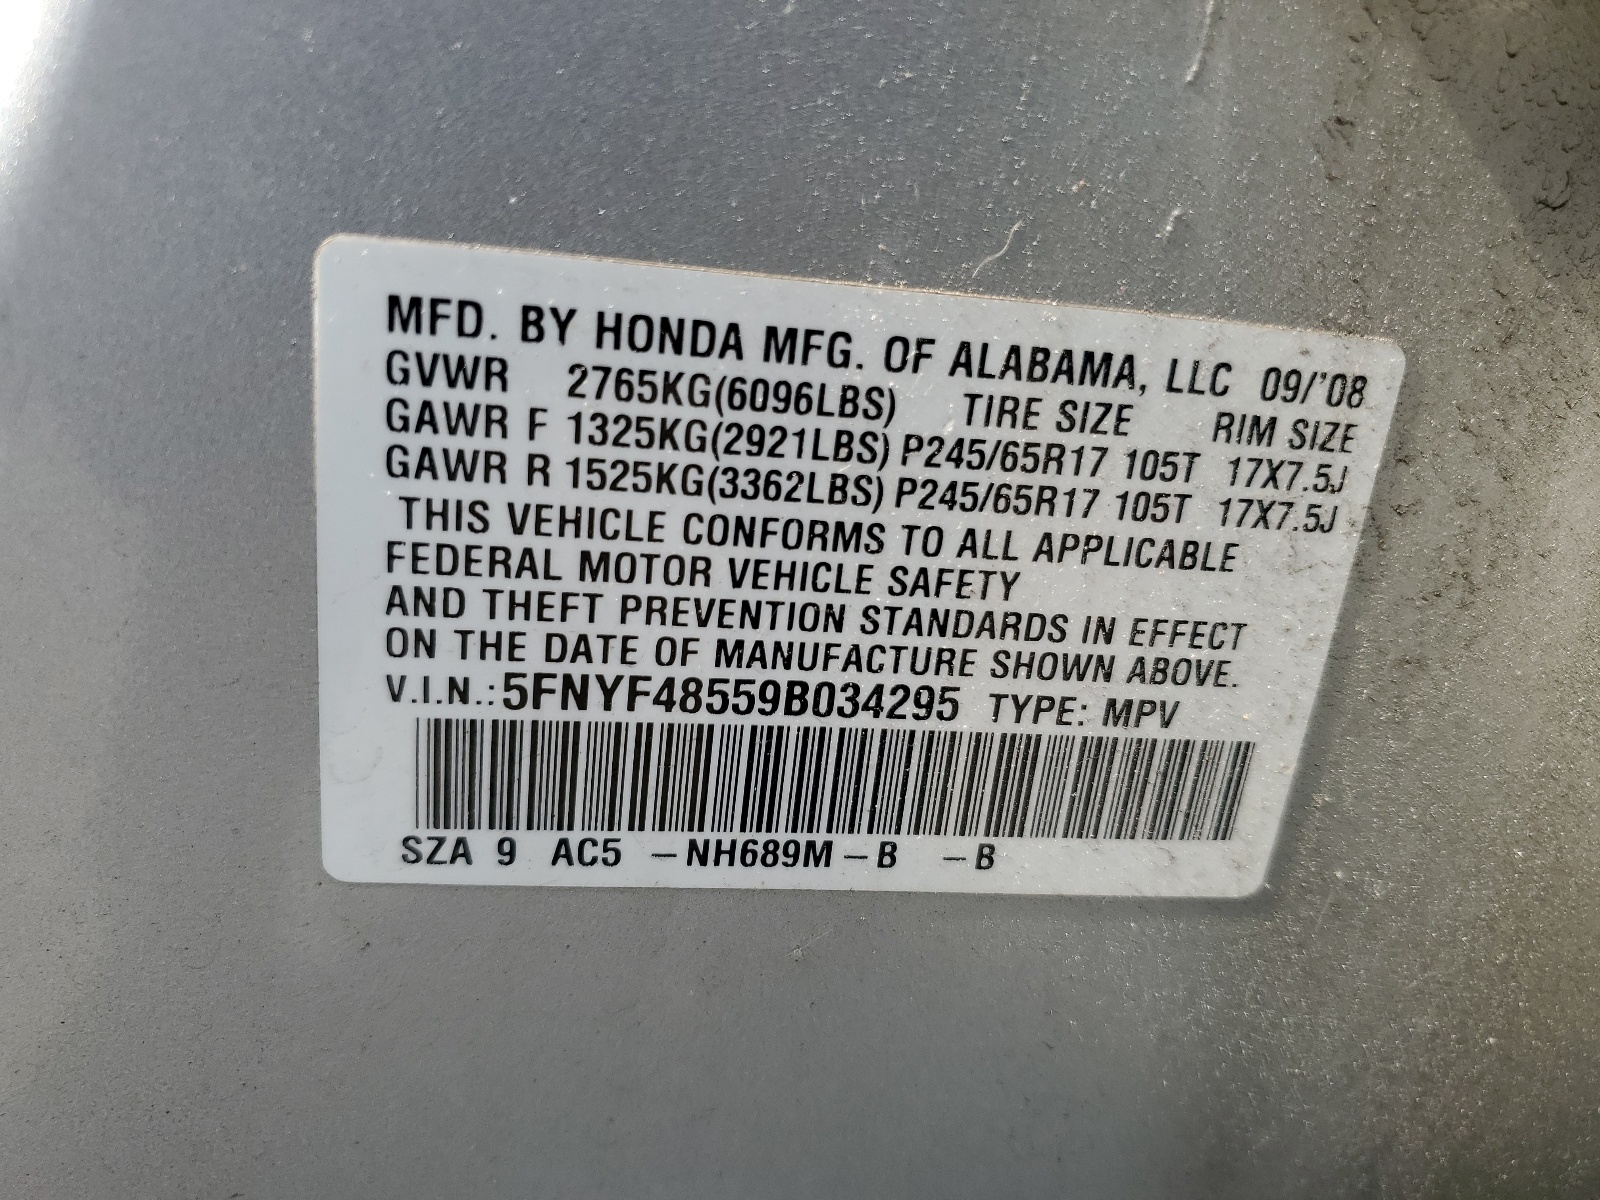 MFD. BY HONDA MFG. OF ALABAMA, LLC 09/'08
GVWR 2765KG(6096LBS) TIRE SIZE RIM SIZE
GAWR F 1325KG(2921LBS) P245/65R17 105T 17X7.5J
GAWR R 1525KG(3362LBS) P245/65R17 105T 17X7.5J
THIS VEHICLE CONFORMS TO ALL APPLICABLE
FEDERAL MOTOR VEHICLE SAFETY
AND THEFT PREVENTION STANDARDS IN EFFECT
ON THE DATE OF MANUFACTURE SHOWN ABOVE.
V.I.N.: 5FNYF48559B034295 TYPE: MPV
SZA 9 AC5 –NH689M–B –B